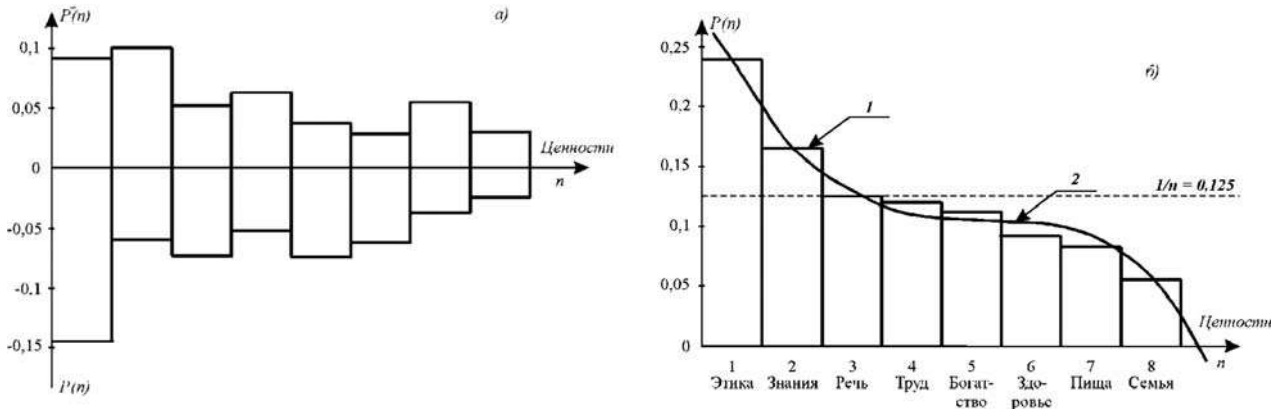 P⁺(n)
а)
0,1
0,05
0
-0,05
-0,1
-0,15
Ценности
n
P(n)
б)
0,25
0,2
0,15
0,1
0,05
0
1
2
1/n = 0,125
Ценности
n
1 2 3 4 5 6 7 8
Этика Знания Речь Труд Богат- Здо- Пища Семья
ство ровье